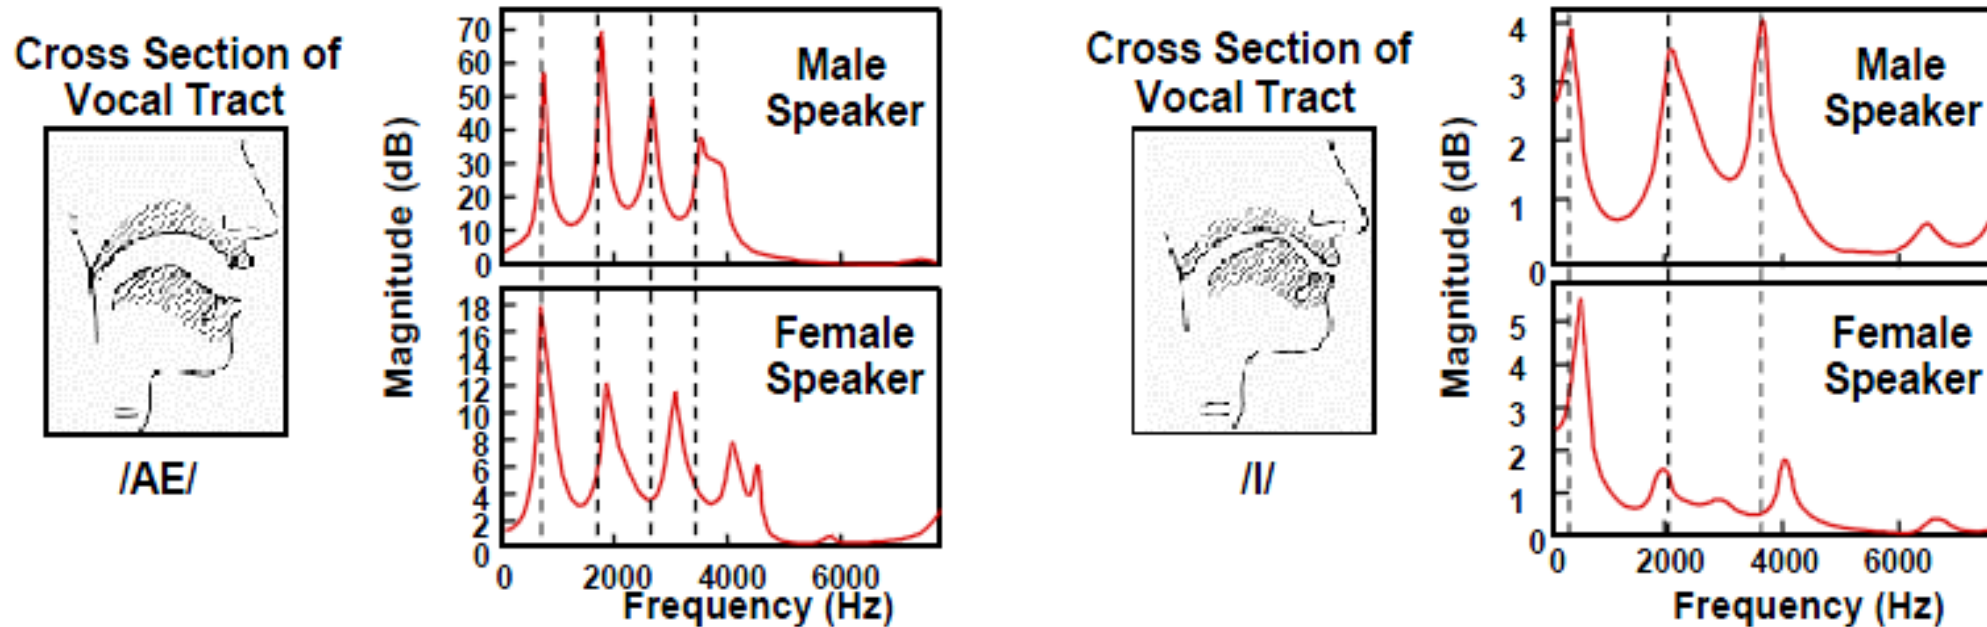 Cross Section of
Vocal Tract
/AE/
Magnitude (dB)
70
60
50
40
30
20
10
0
Male
Speaker
18
16
14
12
10
8
6
4
2
0
Female
Speaker
0 2000 4000 6000
Frequency (Hz)
Cross Section of
Vocal Tract
/I/
Magnitude (dB)
4
3
2
1
0
Male
Speaker
5
4
3
2
1
0
Female
Speaker
0 2000 4000 6000
Frequency (Hz)